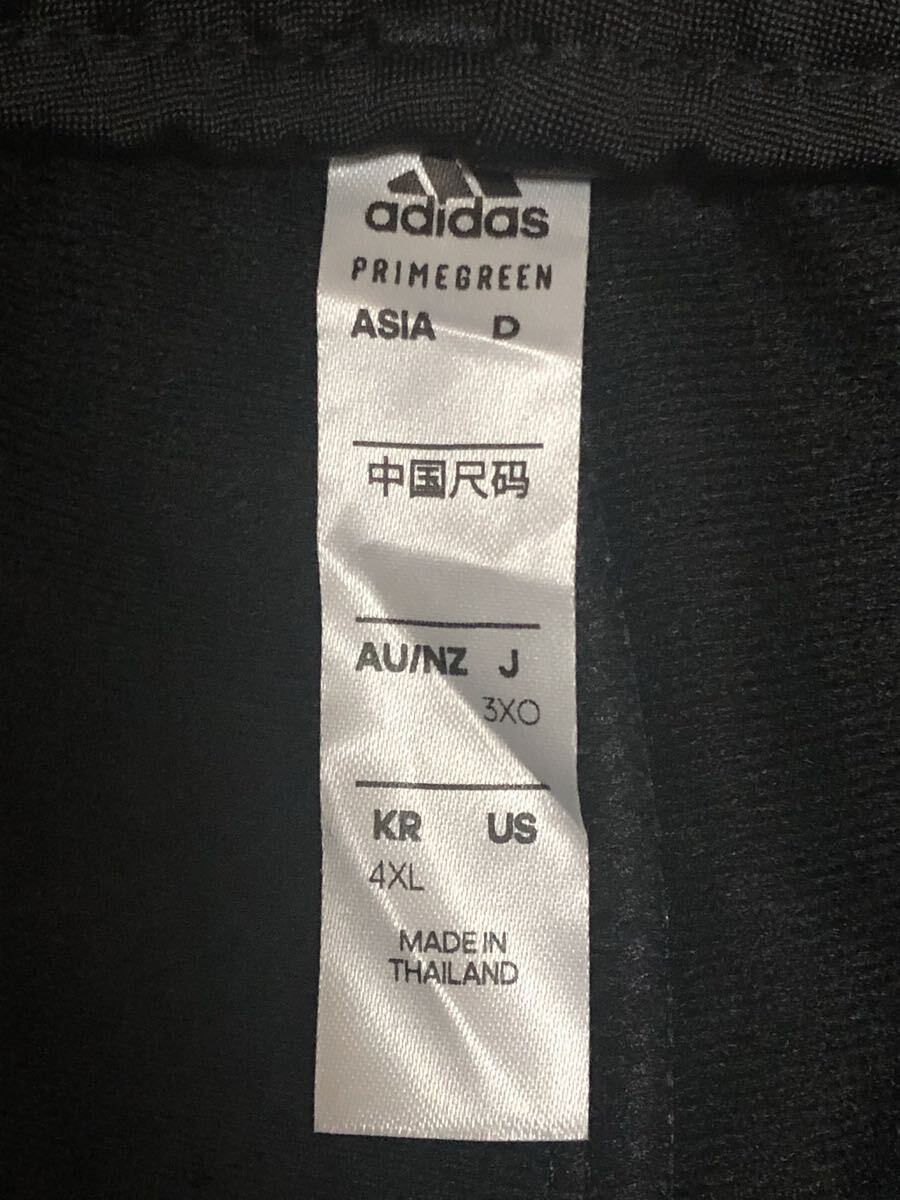 adidas
PRIMEGREEN
ASIA D
中国尺码
AU/NZ J
3XO
KR US
4XL
MADE IN
THAILAND